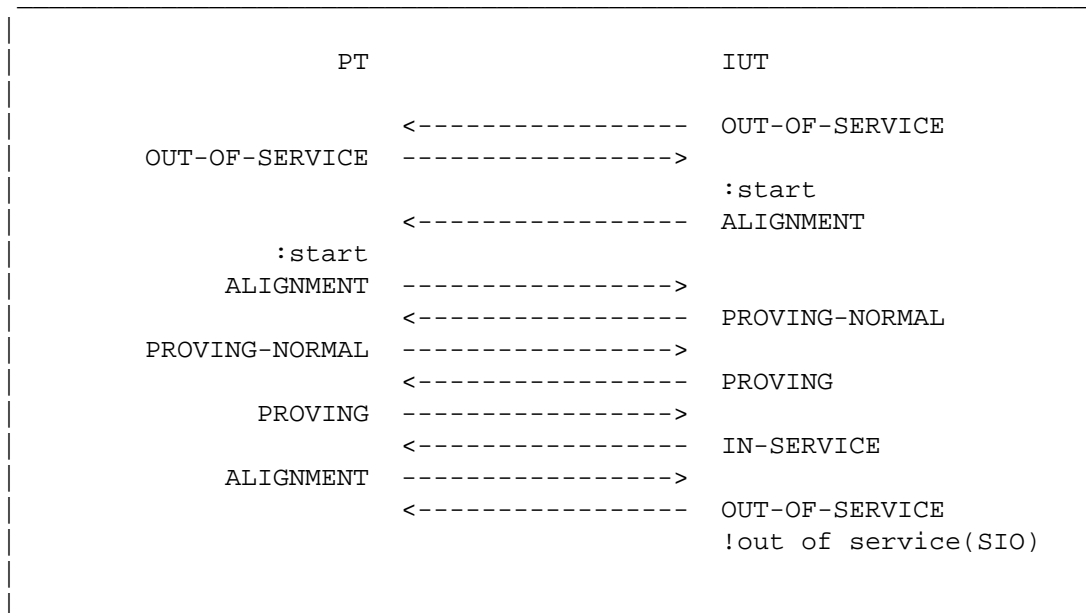 PT IUT
<----------------- OUT-OF-SERVICE
OUT-OF-SERVICE ----------------->
:start
<----------------- ALIGNMENT
:start
ALIGNMENT ----------------->
<----------------- PROVING-NORMAL
PROVING-NORMAL ----------------->
<----------------- PROVING
PROVING ----------------->
<----------------- IN-SERVICE
ALIGNMENT ----------------->
<----------------- OUT-OF-SERVICE
!out of service(SIO)